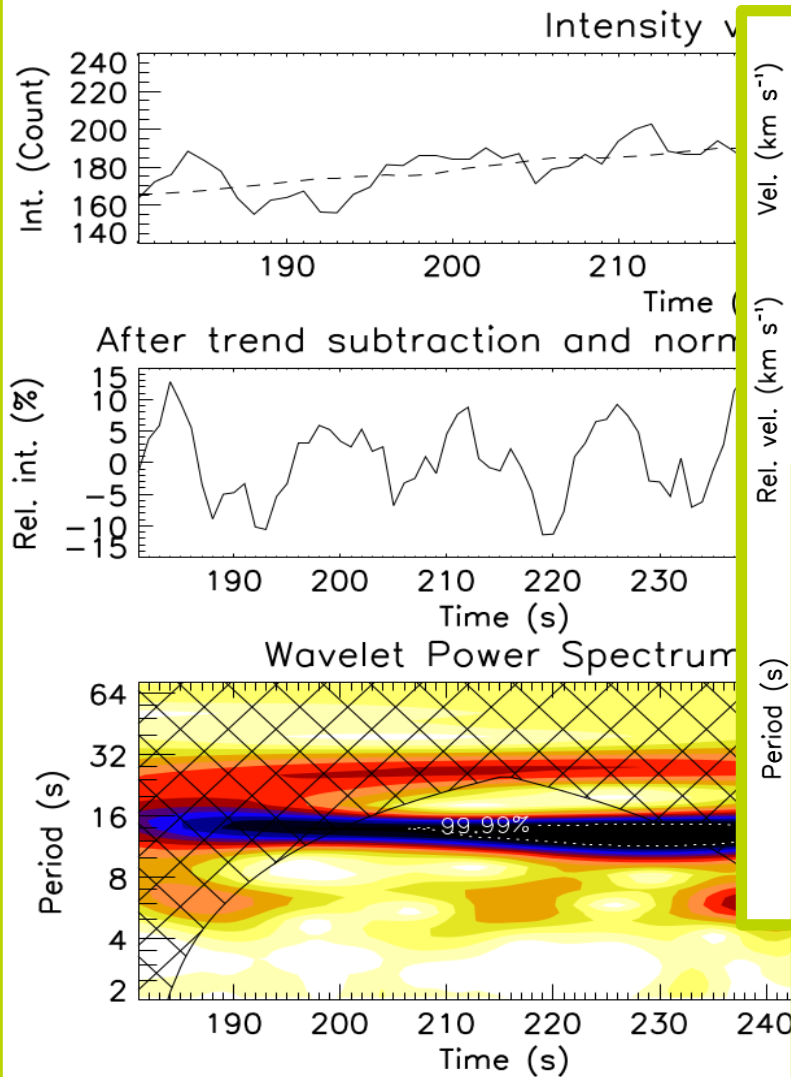 Intensity
Int. (Count)
240
220
200
180
160
140
190 200 210
Time
After trend subtraction and norm
Rel. int. (%)
15
10
5
0
−5
−10
−15
190 200 210 220 230
Time (s)
Wavelet Power Spectrum
Period (s)
64
32
16
8
4
2
99.99%
190 200 210 220 230 240
Time (s)
Vel. (km s⁻¹)
Rel. vel. (km s⁻¹)
Period (s)